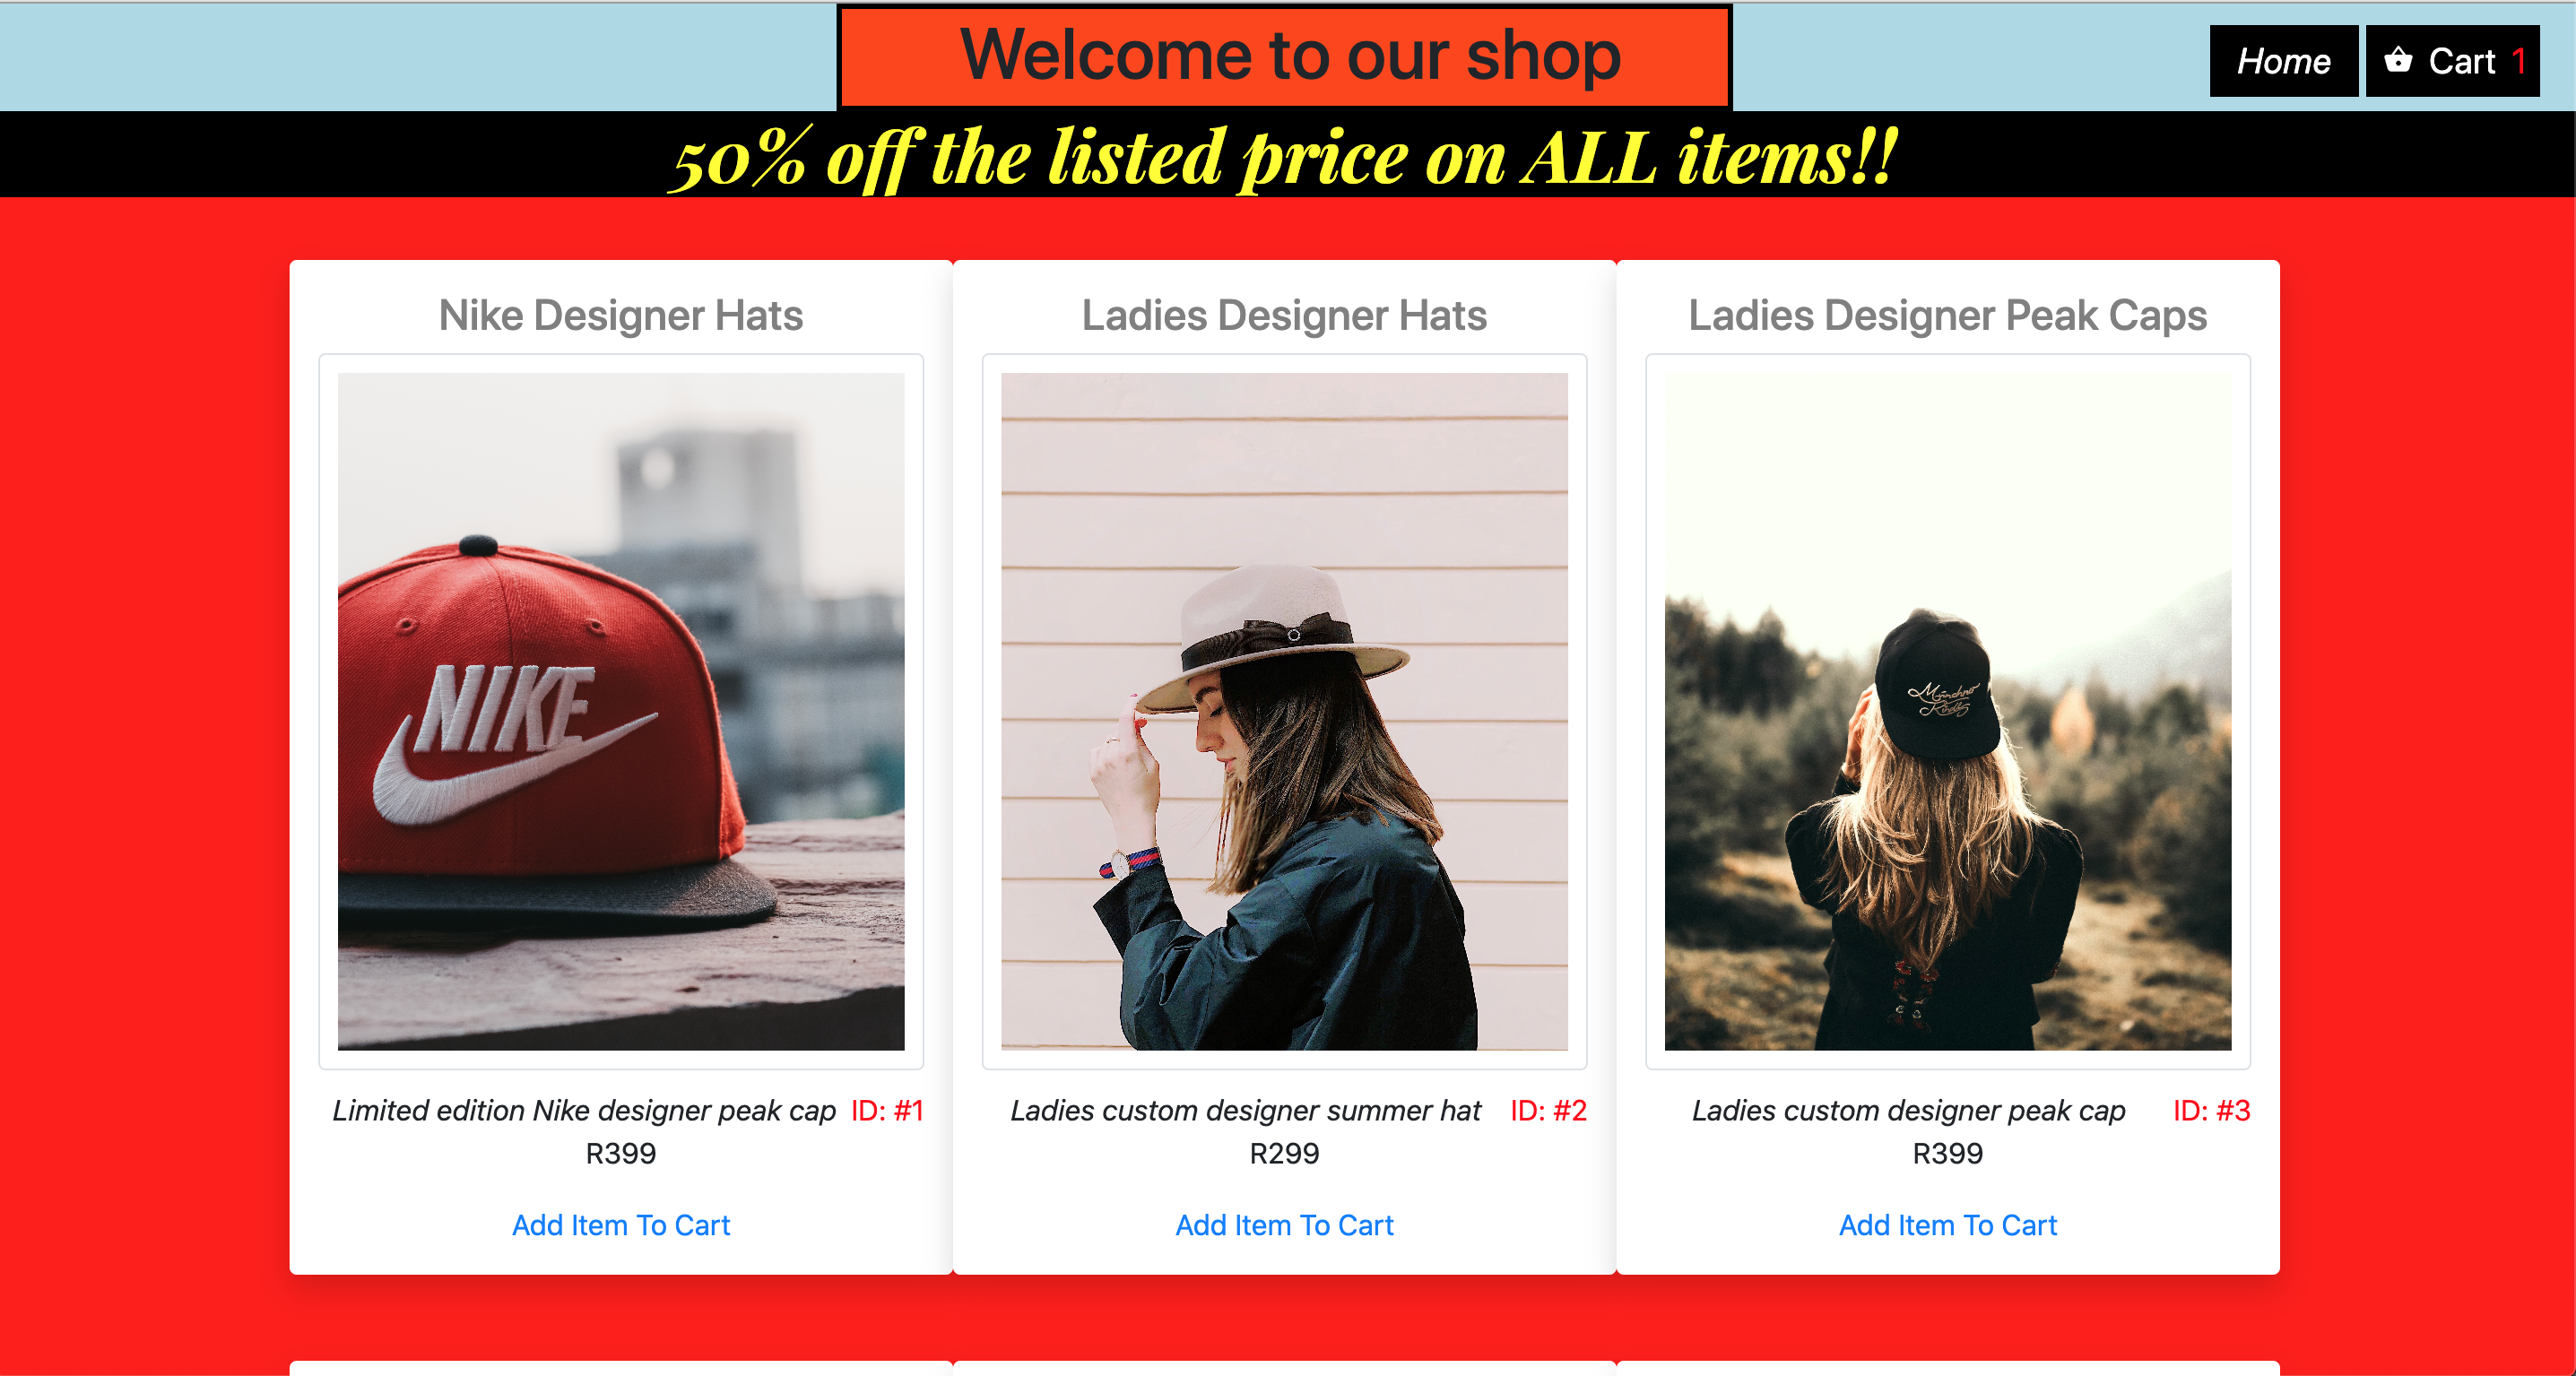 Welcome to our shop
Home
Cart 1
50% off the listed price on ALL items!!
Nike Designer Hats
Ladies Designer Hats
Ladies Designer Peak Caps
NIKE
Münchner
Kindl
Limited edition Nike designer peak cap ID: #1
R399
Add Item To Cart
Ladies custom designer summer hat ID: #2
R299
Add Item To Cart
Ladies custom designer peak cap ID: #3
R399
Add Item To Cart